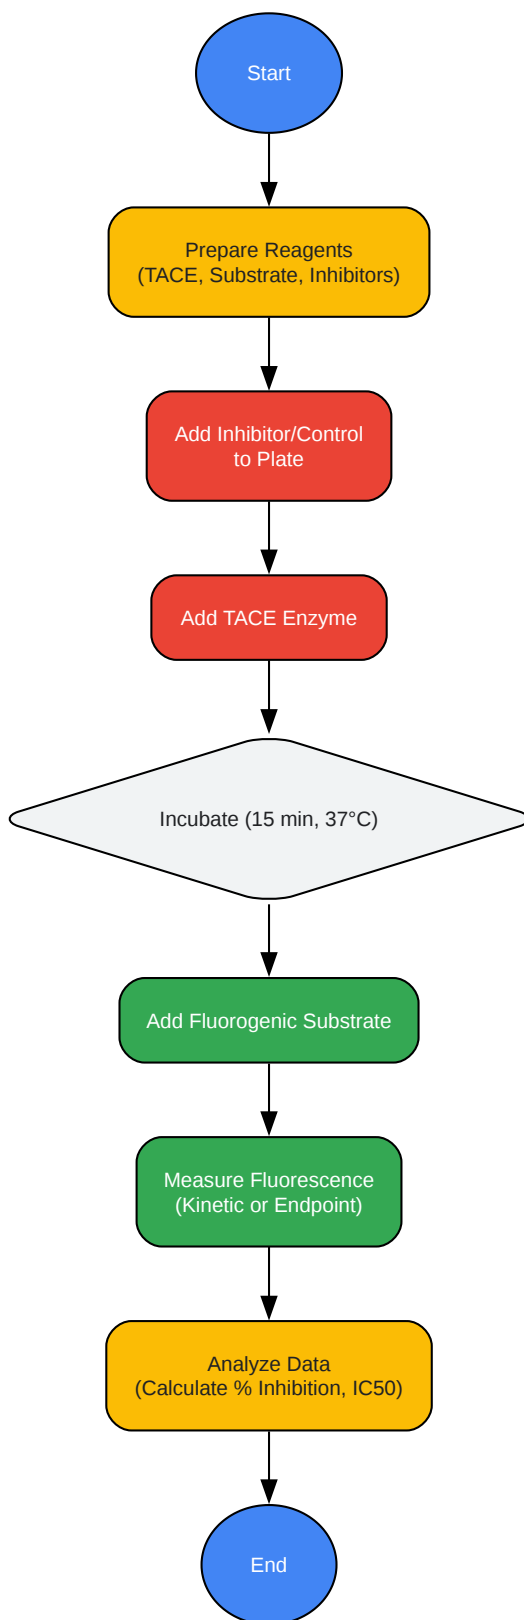 Start
Prepare Reagents
(TACE, Substrate, Inhibitors)
Add Inhibitor/Control
to Plate
Add TACE Enzyme
Incubate (15 min, 37°C)
Add Fluorogenic Substrate
Measure Fluorescence
(Kinetic or Endpoint)
Analyze Data
(Calculate % Inhibition, IC50)
End